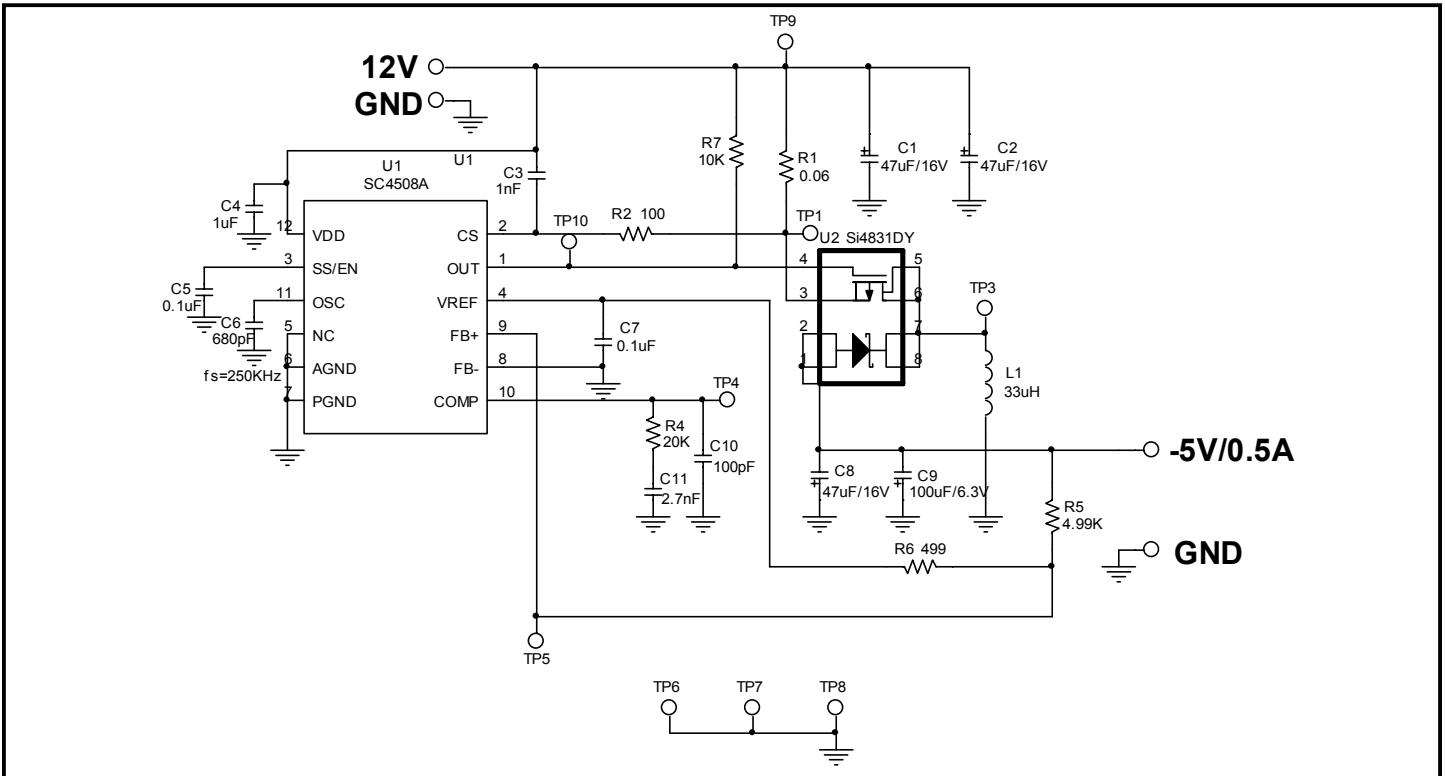 TP9
12V
GND
R7
10K
R1
0.06
C1
47uF/16V
C2
47uF/16V
U1
U1
SC4508A
C3
1nF
C4
1uF
12
VDD
CS
2
R2 100
TP10
TP1
U2 Si4831DY
3
SS/EN
OUT
1
4
5
C5
0.1uF
11
OSC
VREF
4
3
6
TP3
C6
680pF
5
NC
FB+
9
C7
0.1uF
2
7
6
AGND
FB-
8
1
8
fs=250KHz
L1
33uH
7
PGND
COMP
10
TP4
R4
20K
C10
100pF
C11
2.7nF
-5V/0.5A
C8
47uF/16V
C9
100uF/6.3V
R5
4.99K
R6 499
GND
TP5
TP6
TP7
TP8